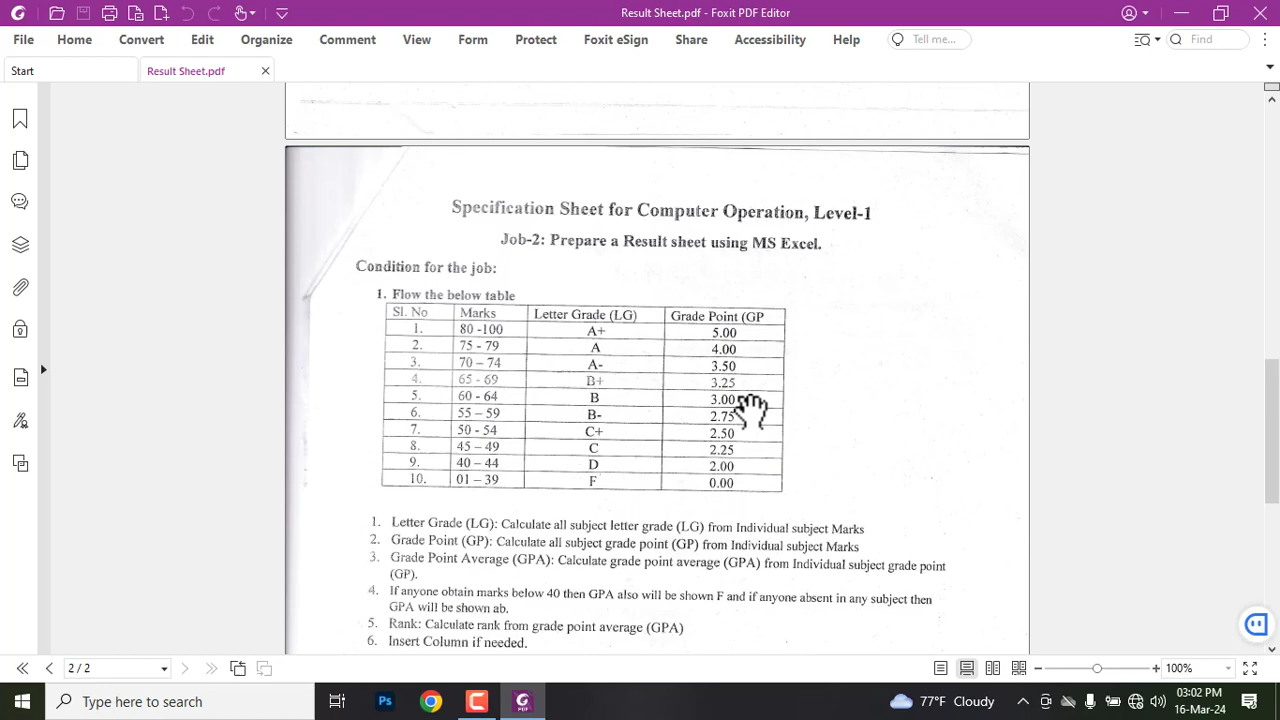 Result Sheet.pdf - Foxit PDF Editor
File Home Convert Edit Organize Comment View Form Protect Foxit eSign Share Accessibility Help Tell me... Find
Start Result Sheet.pdf
Specification Sheet for Computer Operation, Level-1
Job-2: Prepare a Result sheet using MS Excel.
Condition for the job:
1. Flow the below table
Sl. No Marks Letter Grade (LG) Grade Point (GP
1. 80 -100 A+ 5.00
2. 75 - 79 A 4.00
3. 70 – 74 A- 3.50
4. 65 - 69 B+ 3.25
5. 60 - 64 B 3.00
6. 55 – 59 B- 2.75
7. 50 - 54 C+ 2.50
8. 45 – 49 C 2.25
9. 40 – 44 D 2.00
10. 01 – 39 F 0.00
1. Letter Grade (LG): Calculate all subject letter grade (LG) from Individual subject Marks
2. Grade Point (GP): Calculate all subject grade point (GP) from Individual subject Marks
3. Grade Point Average (GPA): Calculate grade point average (GPA) from Individual subject grade point
(GP).
4. If anyone obtain marks below 40 then GPA also will be shown F and if anyone absent in any subject then
GPA will be shown ab.
5. Rank: Calculate rank from grade point average (GPA)
6. Insert Column if needed.
2 / 2 100%
Type here to search Ps PDF 77°F Cloudy 03:02 PM
16-Mar-24